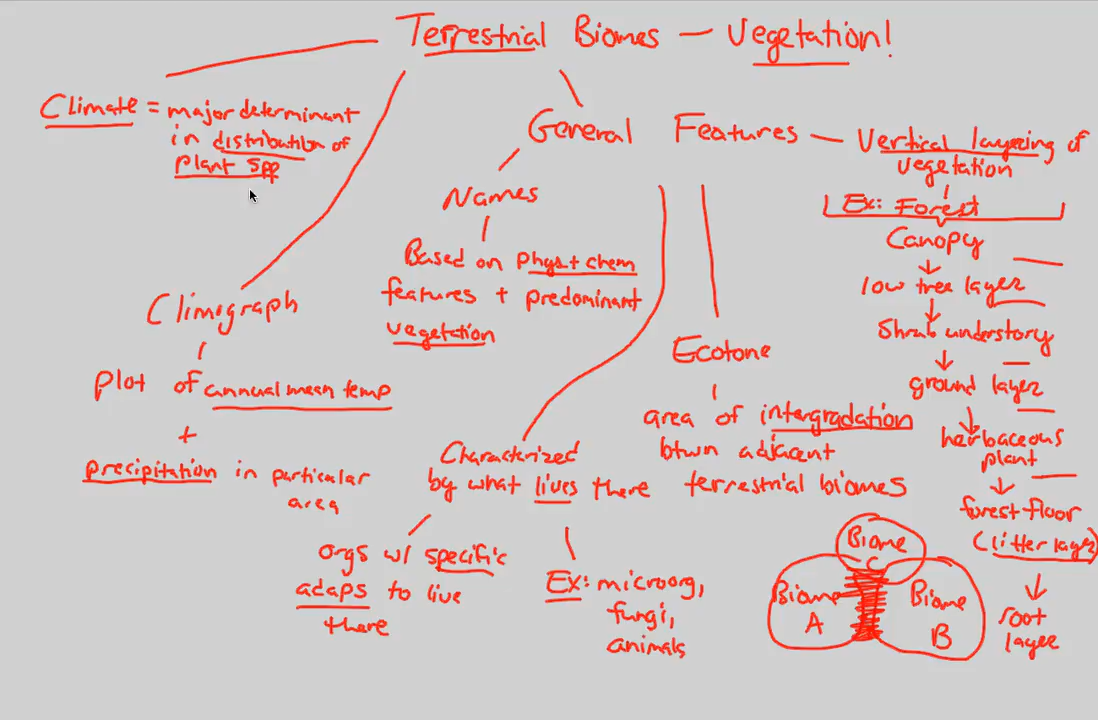 Terrestrial Biomes — Vegetation!
Climate = major determinant
in distribution of
plant spp
Climograph
plot of annual mean temp
+
precipitation in particular
area
General Features — Vertical layering of
vegetation
Names
Based on phys + chem
features + predominant
vegetation
Characterized
by what lives there
orgs w/ specific
adaps to live
there
Ex: microorg,
fungi,
animals
Ecotone
area of intergradation
btwn adjacent
terrestrial biomes
Biome
C
Biome
A
Biome
B
Ex: Forest
Canopy
↓
low tree layer
↓
Shrub understory
↓
ground layer
↓
herbaceous
plant
↓
forest floor
(litter layer)
↓
root
layer